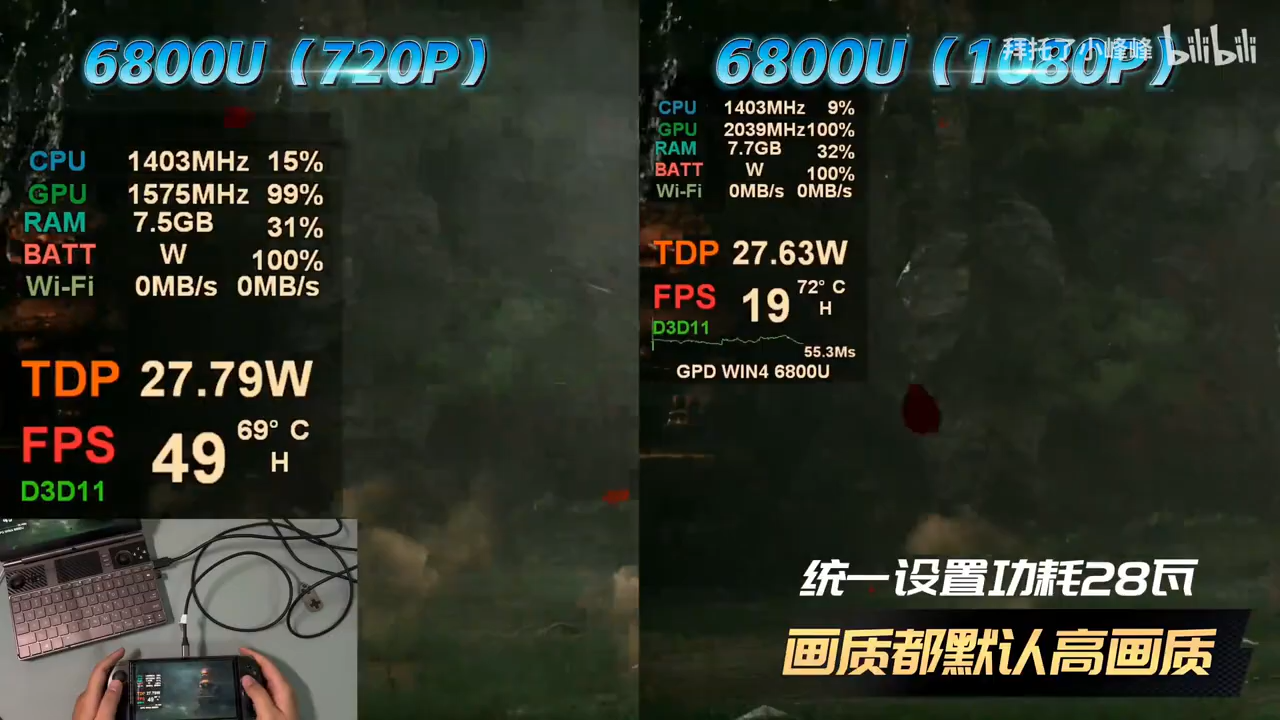 6800U（720P）
CPU 1403MHz 15%
GPU 1575MHz 99%
RAM 7.5GB 31%
BATT W 100%
Wi-Fi 0MB/s 0MB/s
TDP 27.79W
FPS 49 69° C
H
D3D11
6800U（1080P）
拜托了小峰峰 bilibili
CPU 1403MHz 9%
GPU 2039MHz 100%
RAM 7.7GB 32%
BATT W 100%
Wi-Fi 0MB/s 0MB/s
TDP 27.63W
FPS 19 72° C
H
D3D11
55.3Ms
GPD WIN4 6800U
统一设置功耗28瓦
画质都默认高画质